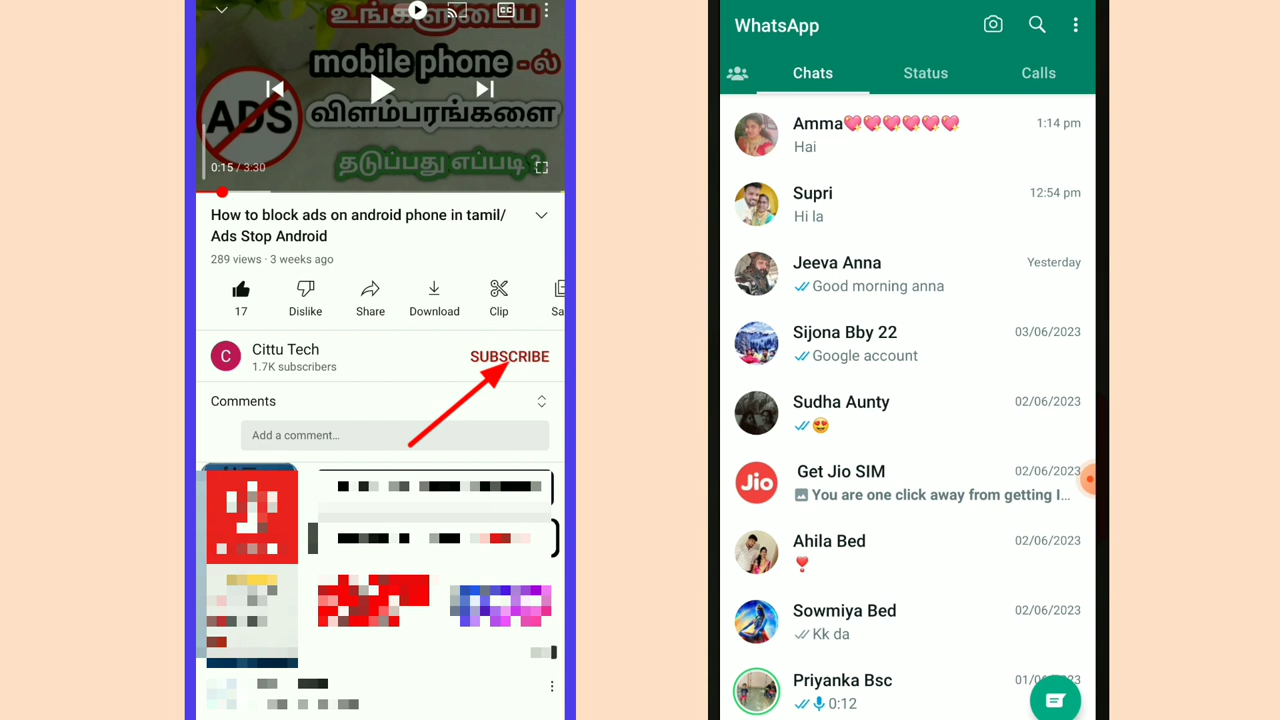 உங்களுடைய
mobile phone -ல்
ADS
விளம்பரங்களை
தடுப்பது எப்படி?
0:15 / 3:30
How to block ads on android phone in tamil/
Ads Stop Android
289 views · 3 weeks ago
17
Dislike
Share
Download
Clip
Sa
C
Cittu Tech
1.7K subscribers
SUBSCRIBE
Comments
Add a comment...
WhatsApp
Chats
Status
Calls
Amma💖💖💖💖💖💖
1:14 pm
Hai
Supri
12:54 pm
Hi la
Jeeva Anna
Yesterday
Good morning anna
Sijona Bby 22
03/06/2023
Google account
Sudha Aunty
02/06/2023
😍
Jio
Get Jio SIM
02/06/2023
You are one click away from getting I...
Ahila Bed
02/06/2023
❣️
Sowmiya Bed
02/06/2023
Kk da
Priyanka Bsc
0:12